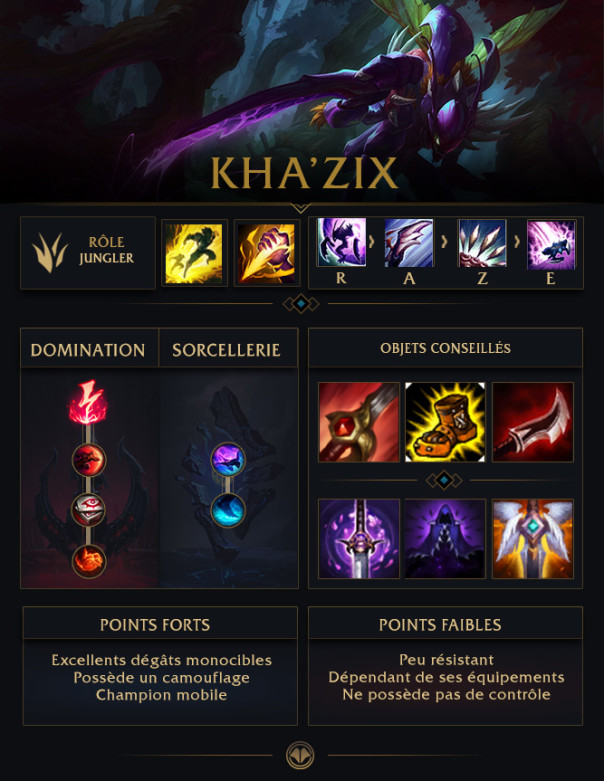 KHA'ZIX
RÔLE
JUNGLER
R
A
Z
E
DOMINATION
SORCELLERIE
OBJETS CONSEILLÉS
POINTS FORTS
Excellents dégâts monocibles
Possède un camouflage
Champion mobile
POINTS FAIBLES
Peu résistant
Dépendant de ses équipements
Ne possède pas de contrôle